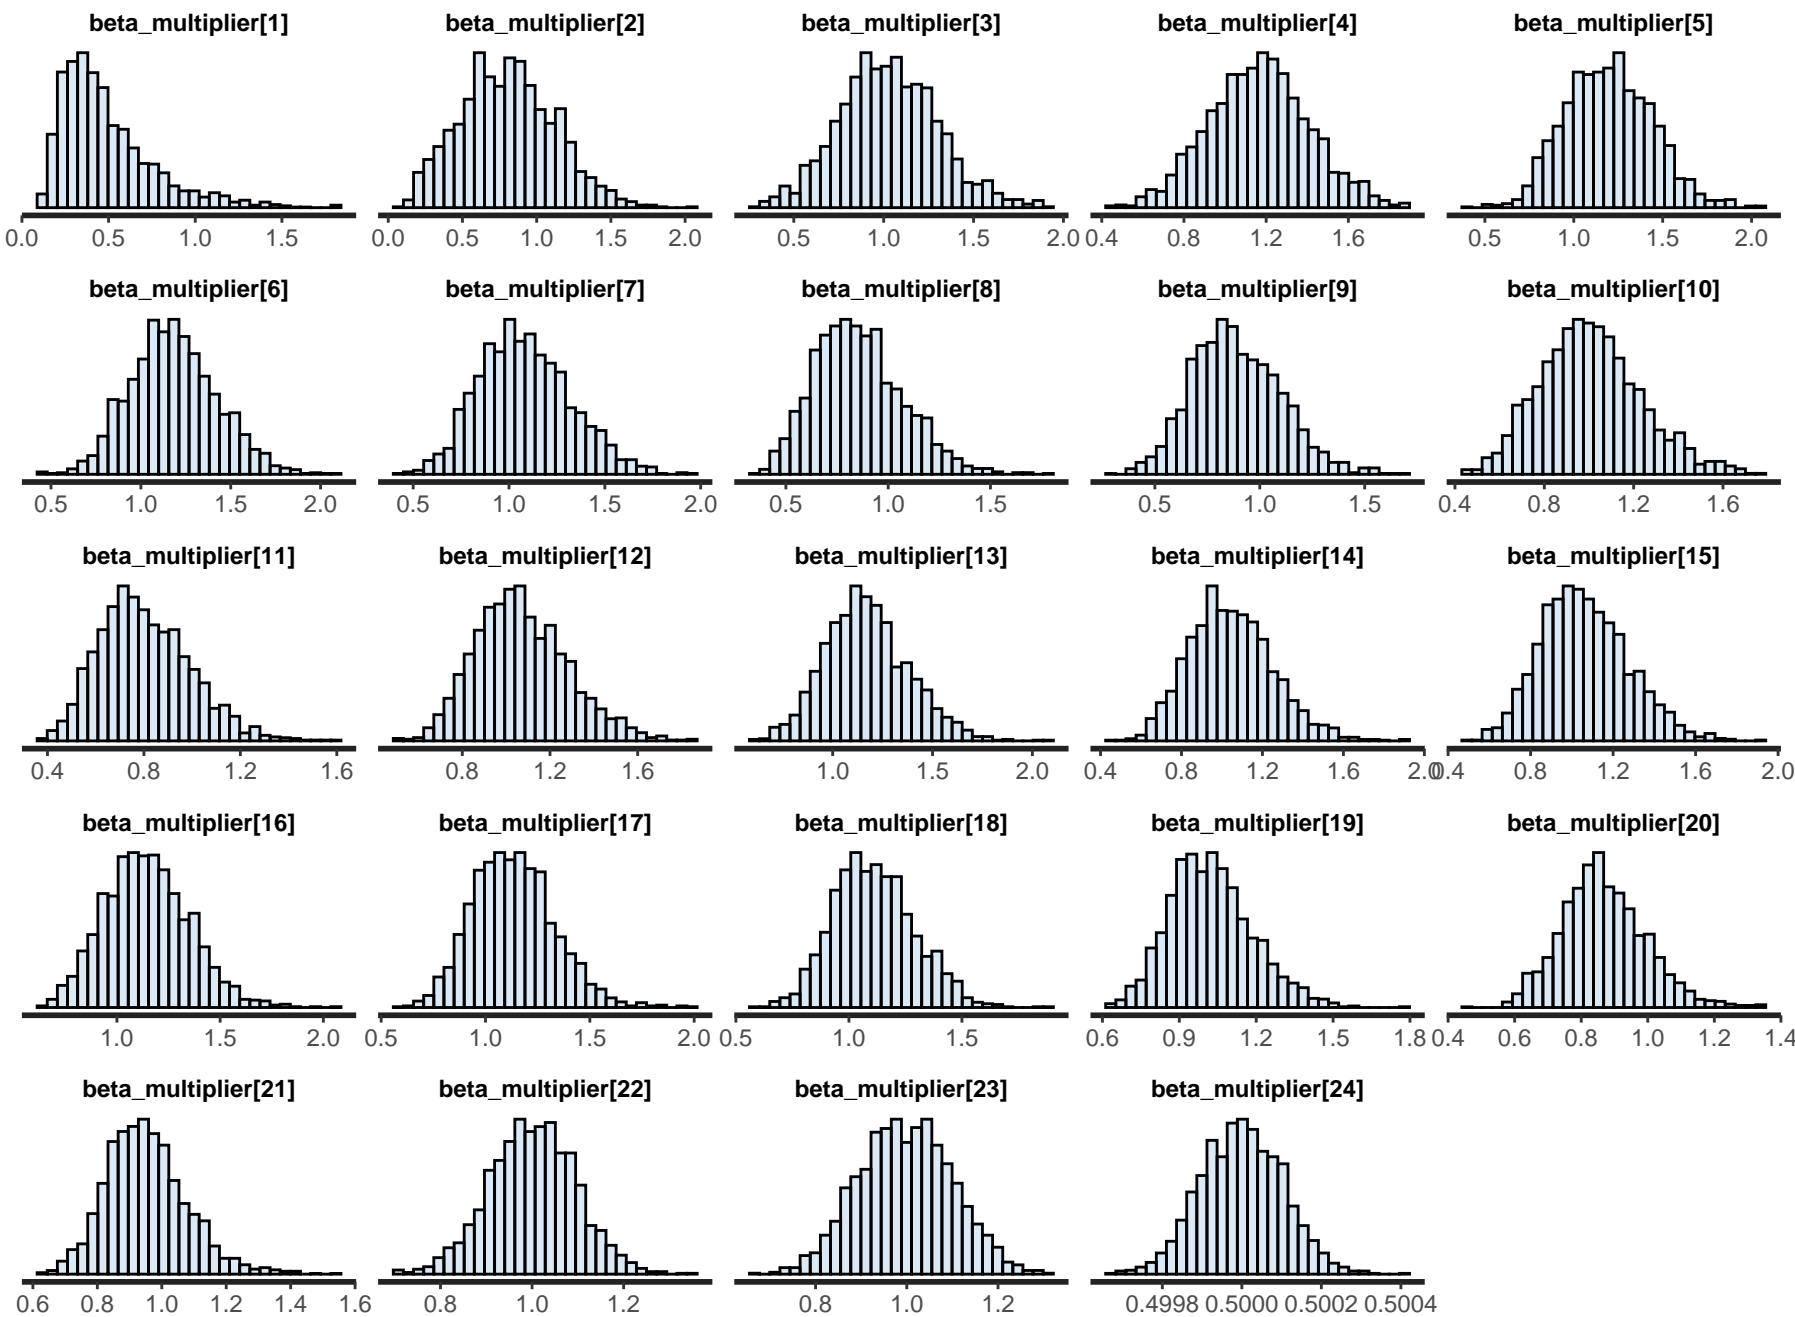 beta_multiplier[1] beta_multiplier[2] beta_multiplier[3] beta_multiplier[4] beta_multiplier[5]
0.0 0.5 1.0 1.5 0.0 0.5 1.0 1.5 2.0 0.5 1.0 1.5 2.0 0.4 0.8 1.2 1.6 0.5 1.0 1.5 2.0
beta_multiplier[6] beta_multiplier[7] beta_multiplier[8] beta_multiplier[9] beta_multiplier[10]
0.5 1.0 1.5 2.0 0.5 1.0 1.5 2.0 0.5 1.0 1.5 0.5 1.0 1.5 0.4 0.8 1.2 1.6
beta_multiplier[11] beta_multiplier[12] beta_multiplier[13] beta_multiplier[14] beta_multiplier[15]
0.4 0.8 1.2 1.6 0.8 1.2 1.6 1.0 1.5 2.0 0.4 0.8 1.2 1.6 2.0 0.4 0.8 1.2 1.6 2.0
beta_multiplier[16] beta_multiplier[17] beta_multiplier[18] beta_multiplier[19] beta_multiplier[20]
1.0 1.5 2.0 0.5 1.0 1.5 2.0 0.5 1.0 1.5 0.6 0.9 1.2 1.5 1.8 0.4 0.6 0.8 1.0 1.2 1.4
beta_multiplier[21] beta_multiplier[22] beta_multiplier[23] beta_multiplier[24]
0.6 0.8 1.0 1.2 1.4 1.6 0.8 1.0 1.2 0.8 1.0 1.2 0.4998 0.5000 0.5002 0.5004